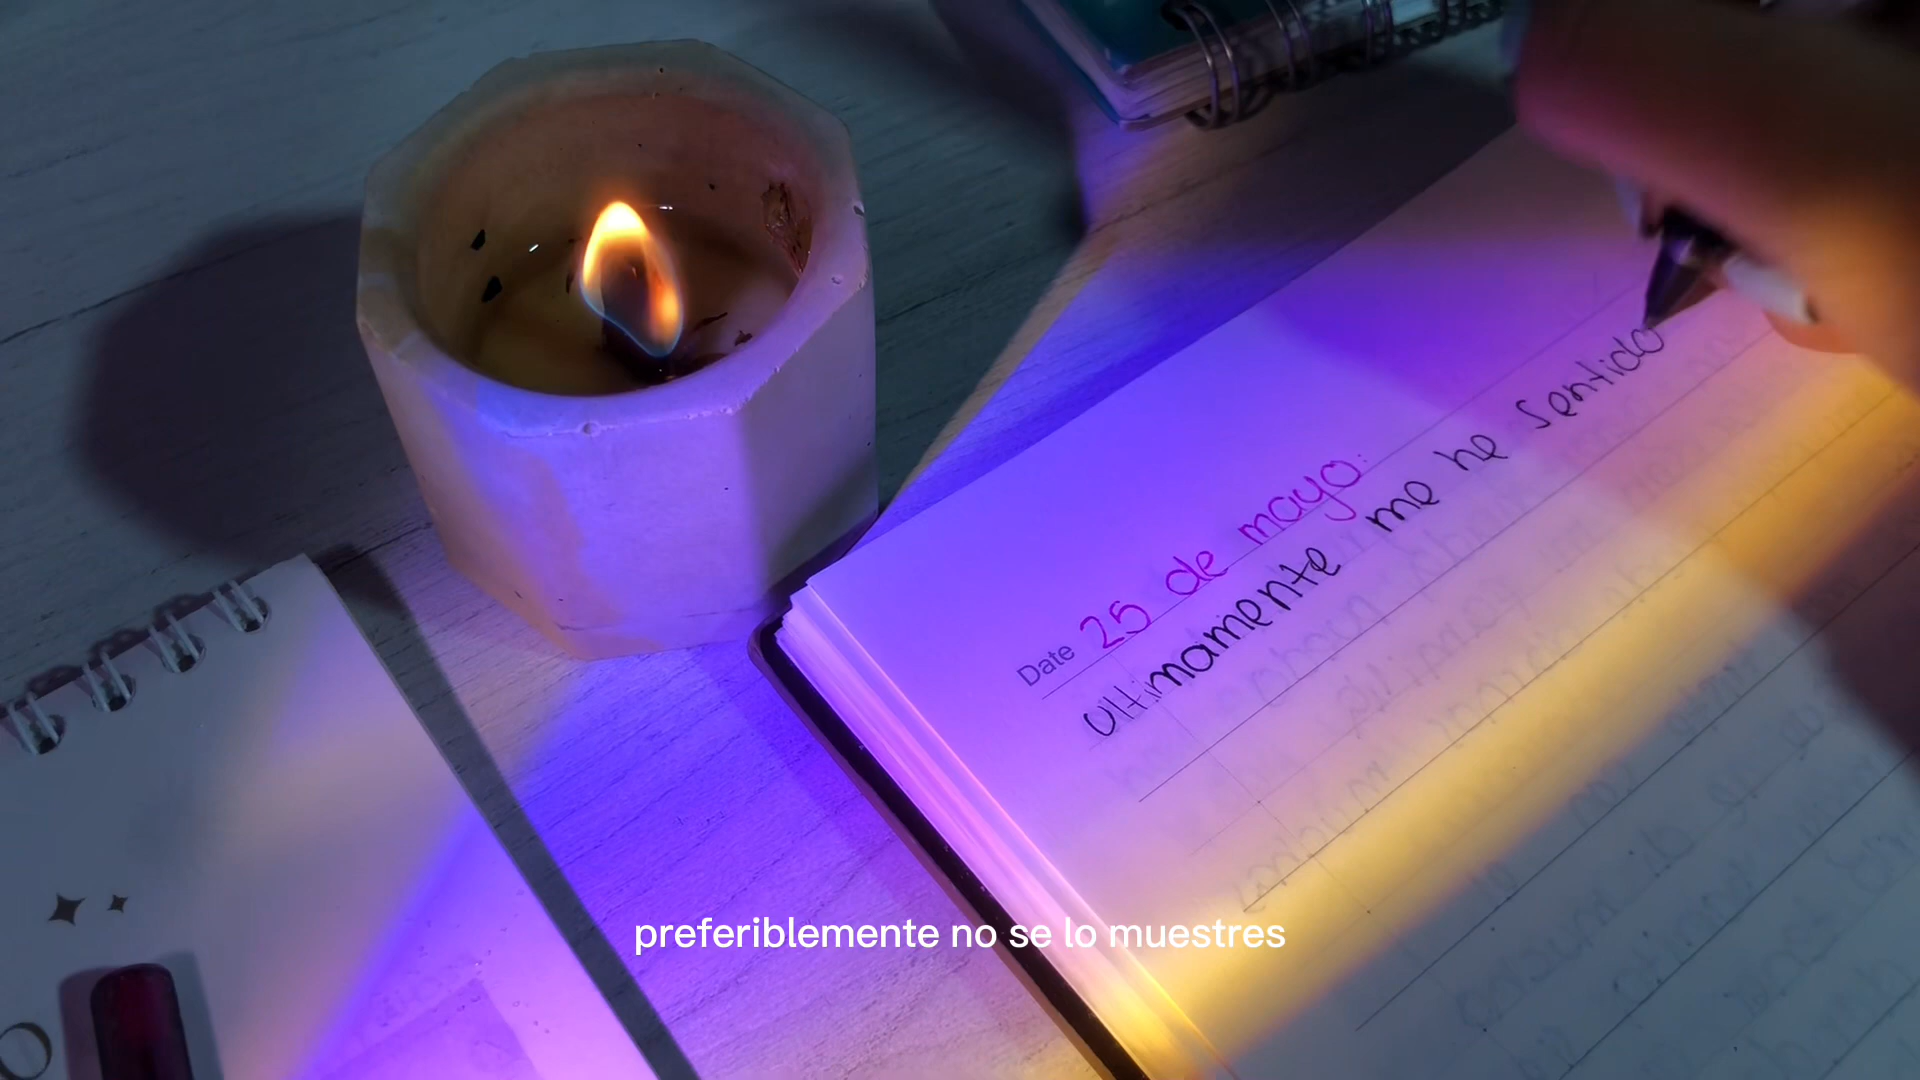 Date 25 de mayo:
Ultimamente me he sentido
preferiblemente no se lo muestres